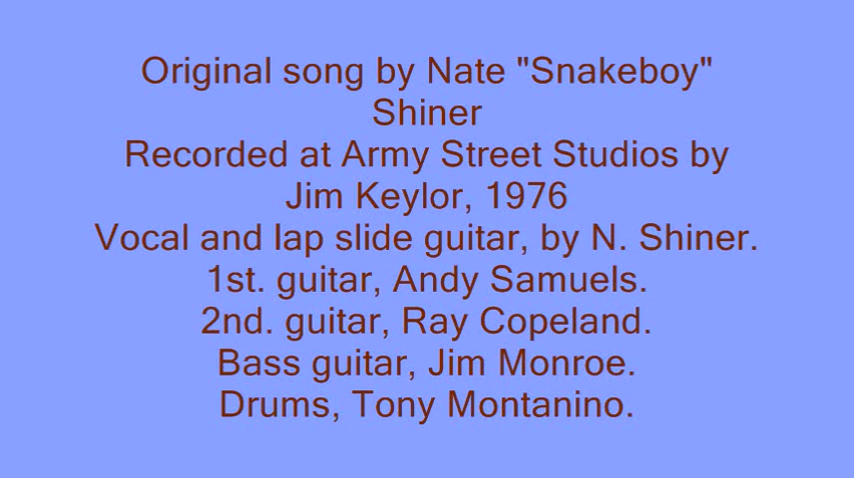 Original song by Nate "Snakeboy"
Shiner
Recorded at Army Street Studios by
Jim Keylor, 1976
Vocal and lap slide guitar, by N. Shiner.
1st. guitar, Andy Samuels.
2nd. guitar, Ray Copeland.
Bass guitar, Jim Monroe.
Drums, Tony Montanino.